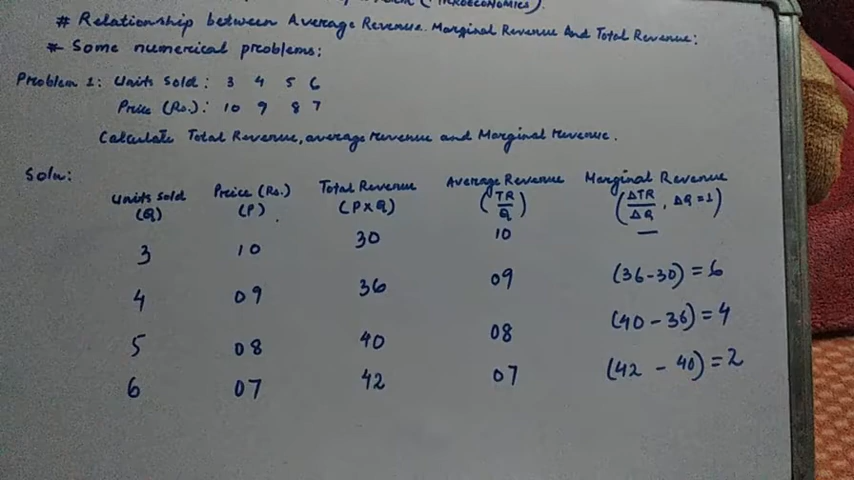 (MICROECONOMICS).
# Relationship between Average Revenue, Marginal Revenue And Total Revenue:
* Some numerical problems:
Problem 1: Units Sold: 3 4 5 6
Price (Rs.): 10 9 8 7
Calculate Total Revenue, average revenue and Marginal revenue.
Soln:
Units Sold (Q) Price (Rs.) (P) Total Revenue (P×Q) Average Revenue (TR/Q) Marginal Revenue (ΔTR/ΔQ, ΔQ=1)
3 10 30 10 —
4 09 36 09 (36-30) = 6
5 08 40 08 (40-36) = 4
6 07 42 07 (42-40) = 2